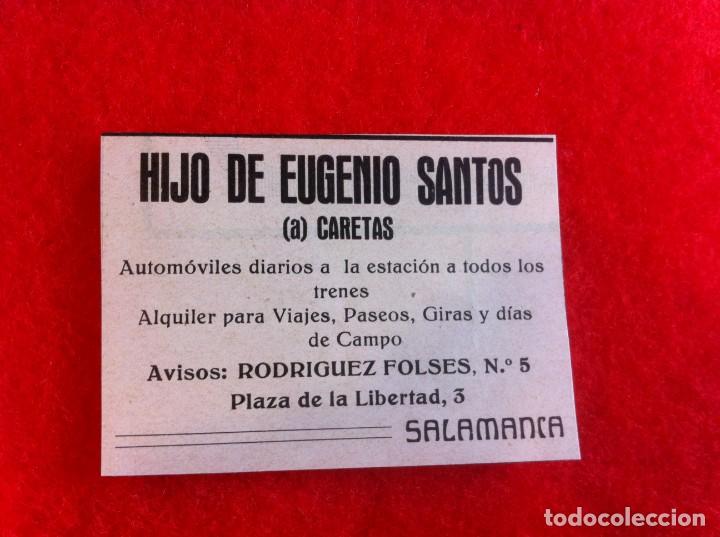 HIJO DE EUGENIO SANTOS
(a) CARETAS
Automóviles diarios a la estación a todos los
trenes
Alquiler para Viajes, Paseos, Giras y días
de Campo
Avisos: RODRIGUEZ FOLSES, N.º 5
Plaza de la Libertad, 3
SALAMANCA
todocoleccion